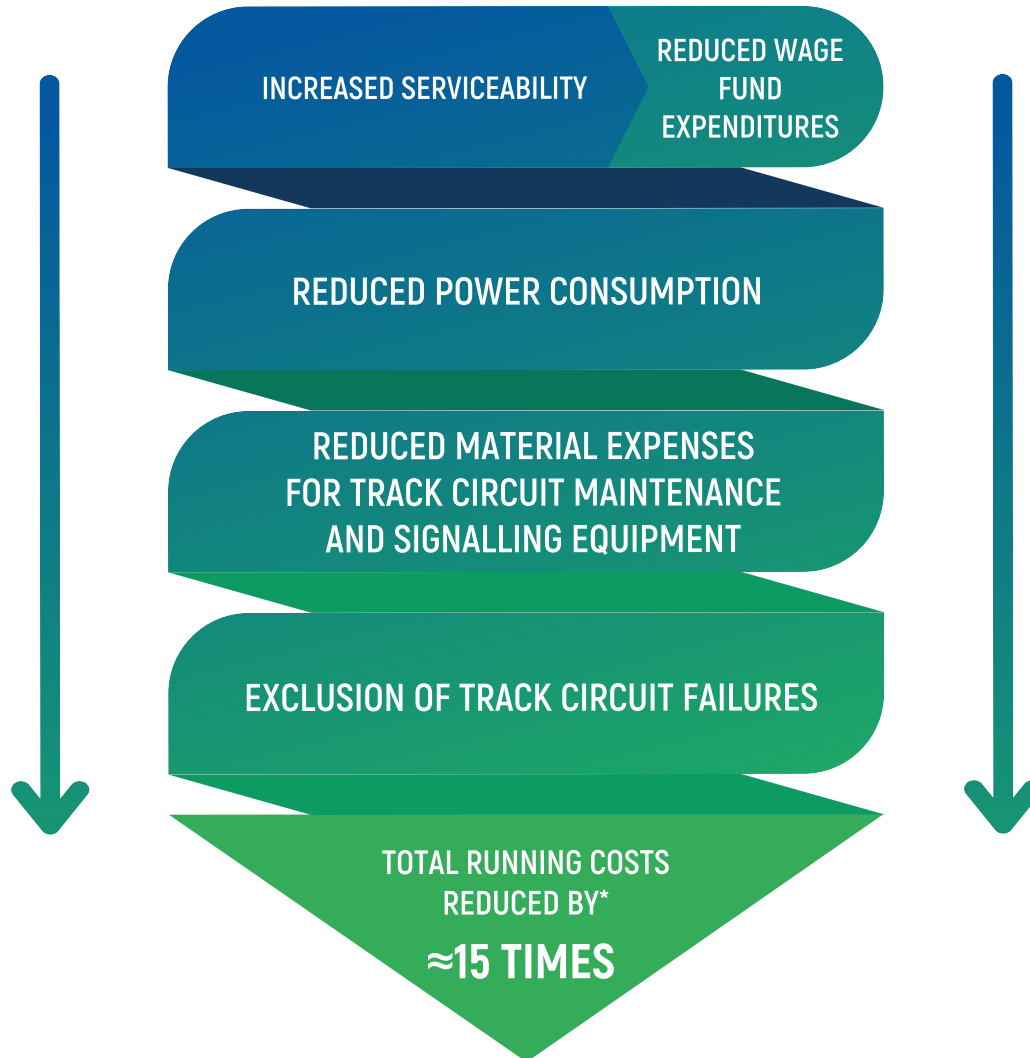 INCREASED SERVICEABILITY
REDUCED WAGE
FUND
EXPENDITURES
REDUCED POWER CONSUMPTION
REDUCED MATERIAL EXPENSES
FOR TRACK CIRCUIT MAINTENANCE
AND SIGNALLING EQUIPMENT
EXCLUSION OF TRACK CIRCUIT FAILURES
TOTAL RUNNING COSTS
REDUCED BY*
≈15 TIMES